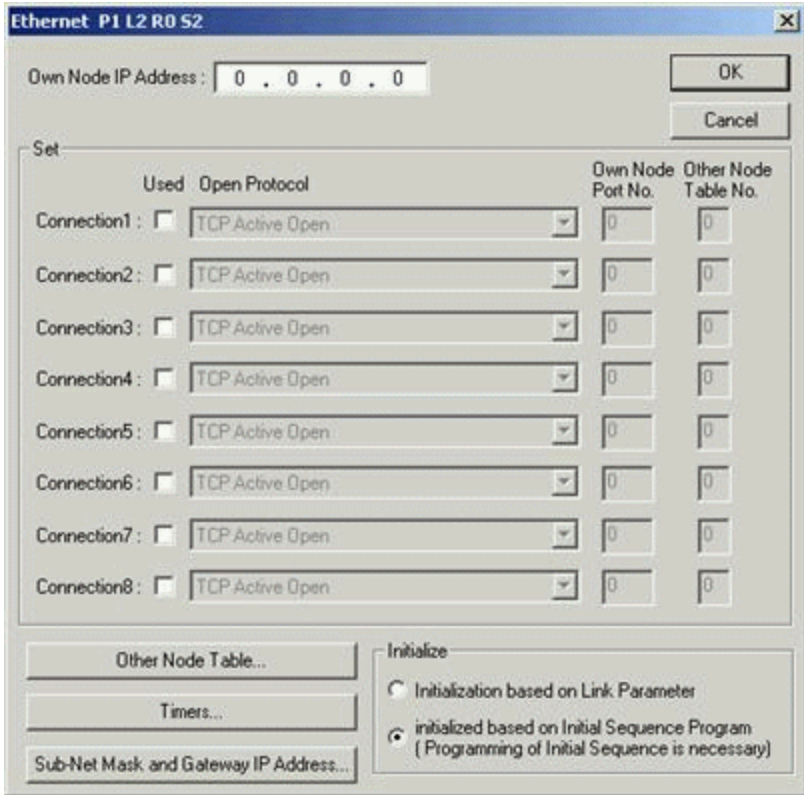 Ethernet P1 L2 R0 S2
Own Node IP Address : 0 . 0 . 0 . 0
OK
Cancel
Set
Used Open Protocol Own Node Port No. Other Node Table No.
Connection1 : TCP Active Open 0 0
Connection2 : TCP Active Open 0 0
Connection3 : TCP Active Open 0 0
Connection4 : TCP Active Open 0 0
Connection5 : TCP Active Open 0 0
Connection6 : TCP Active Open 0 0
Connection7 : TCP Active Open 0 0
Connection8 : TCP Active Open 0 0
Other Node Table...
Timers...
Sub-Net Mask and Gateway IP Address...
Initialize
Initialization based on Link Parameter
initialized based on Initial Sequence Program
( Programming of Initial Sequence is necessary)